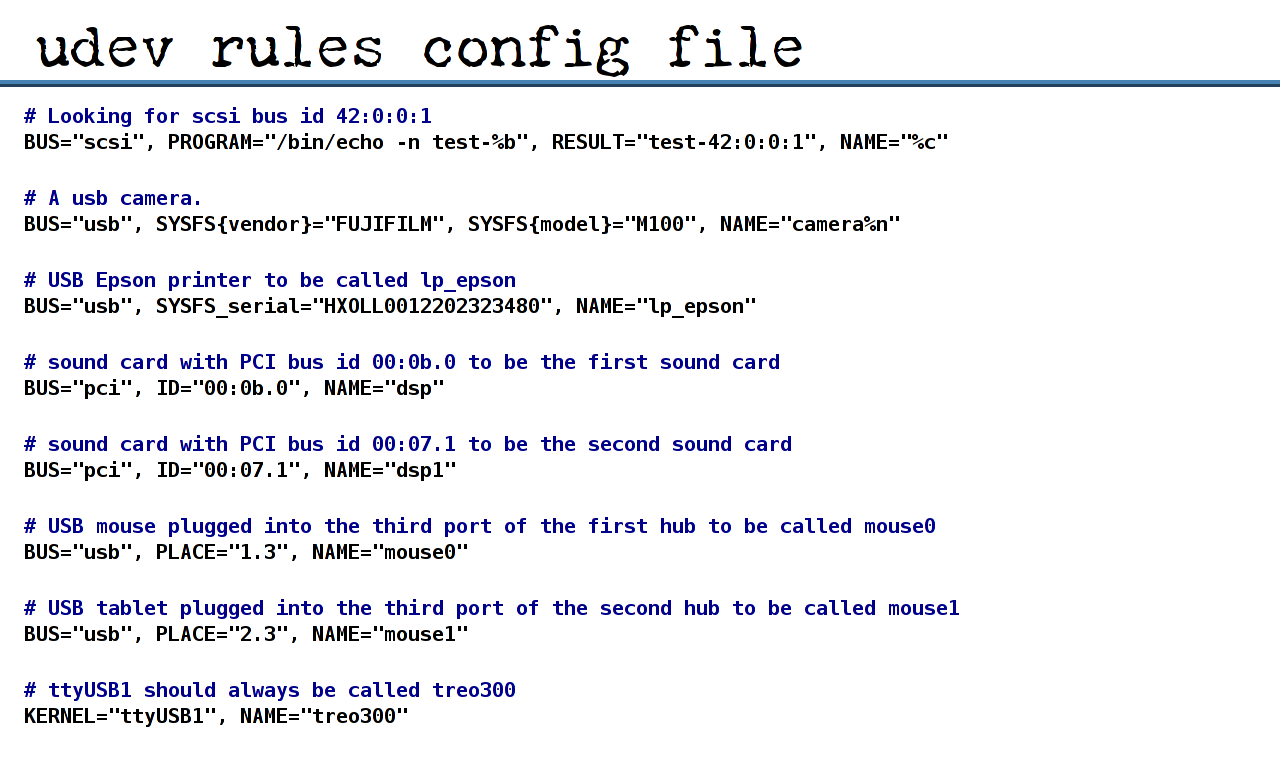 udev rules config file
# Looking for scsi bus id 42:0:0:1
BUS="scsi", PROGRAM="/bin/echo -n test-%b", RESULT="test-42:0:0:1", NAME="%c"
# A usb camera.
BUS="usb", SYSFS{vendor}="FUJIFILM", SYSFS{model}="M100", NAME="camera%n"
# USB Epson printer to be called lp_epson
BUS="usb", SYSFS_serial="HXOLL0012202323480", NAME="lp_epson"
# sound card with PCI bus id 00:0b.0 to be the first sound card
BUS="pci", ID="00:0b.0", NAME="dsp"
# sound card with PCI bus id 00:07.1 to be the second sound card
BUS="pci", ID="00:07.1", NAME="dsp1"
# USB mouse plugged into the third port of the first hub to be called mouse0
BUS="usb", PLACE="1.3", NAME="mouse0"
# USB tablet plugged into the third port of the second hub to be called mouse1
BUS="usb", PLACE="2.3", NAME="mouse1"
# ttyUSB1 should always be called treo300
KERNEL="ttyUSB1", NAME="treo300"